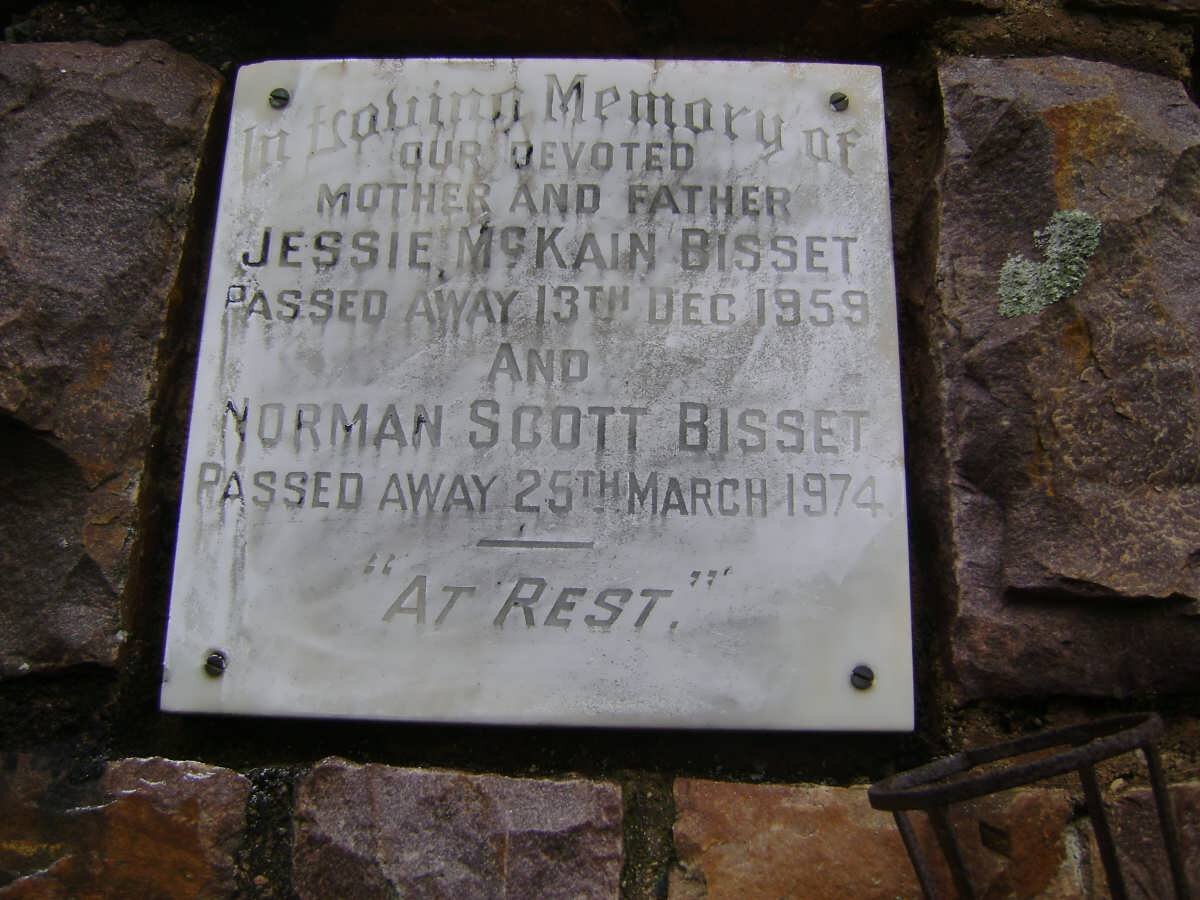 In Loving Memory of
OUR DEVOTED
MOTHER AND FATHER
JESSIE McKAIN BISSET
PASSED AWAY 13TH DEC 1959
AND
NORMAN SCOTT BISSET
PASSED AWAY 25TH MARCH 1974.
"AT REST."